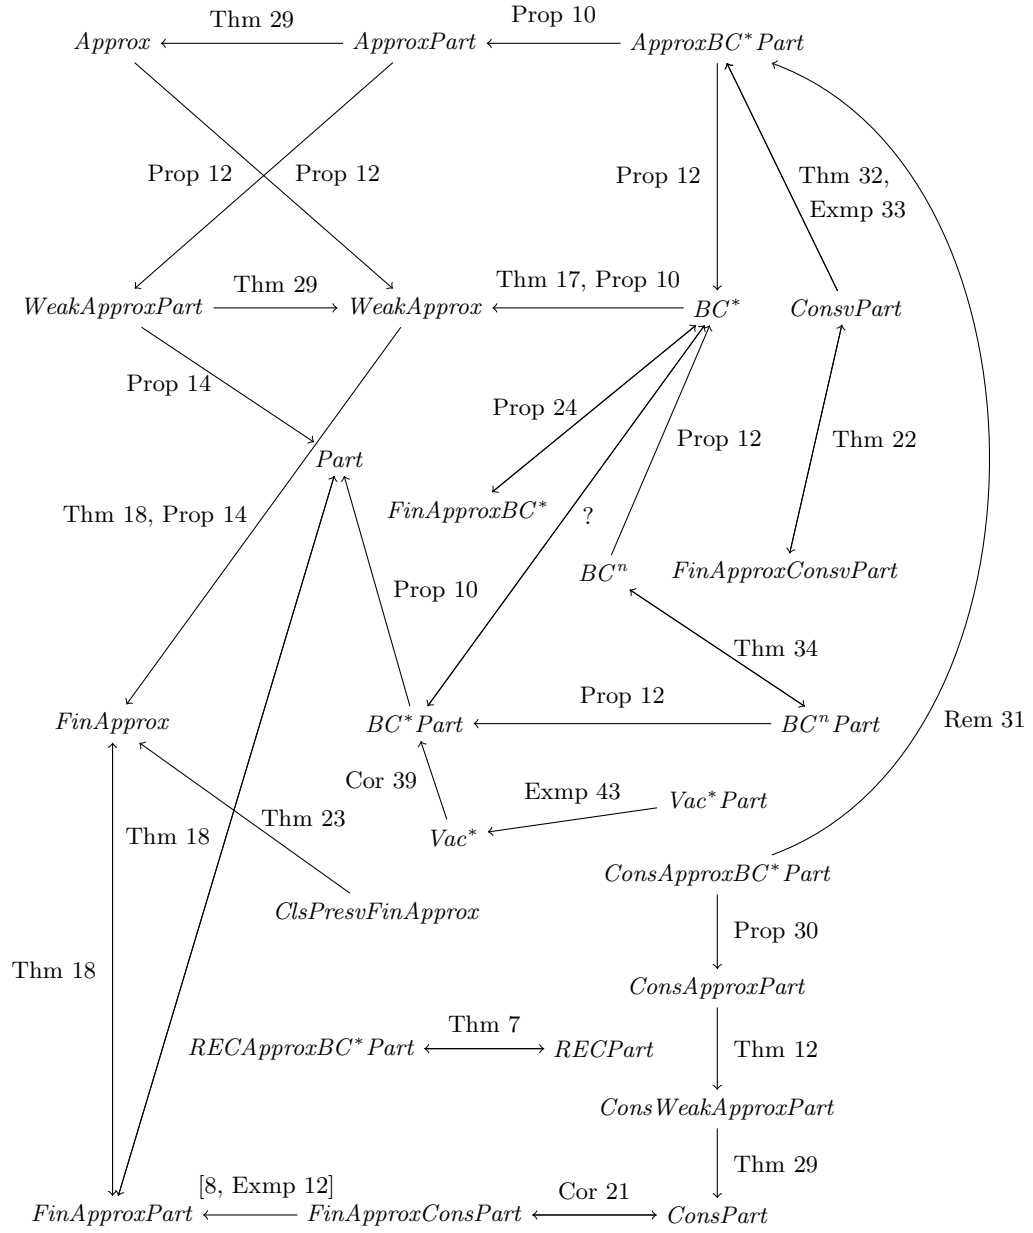 Thm 29
Prop 10
Approx
ApproxPart
ApproxBC*Part
Prop 12
Prop 12
Prop 12
Thm 32,
Exmp 33
Thm 29
Thm 17, Prop 10
WeakApproxPart
WeakApprox
BC*
ConsvPart
Prop 14
Prop 24
Prop 12
Thm 22
Part
Thm 18, Prop 14
FinApproxBC*
?
BCⁿ
FinApproxConsvPart
Prop 10
Thm 34
Prop 12
FinApprox
BC*Part
BCⁿPart
Rem 31
Cor 39
Exmp 43
Vac*Part
Thm 23
Thm 18
Vac*
ConsApproxBC*Part
ClsPresvFinApprox
Prop 30
Thm 18
ConsApproxPart
Thm 7
RECApproxBC*Part
RECPart
Thm 12
ConsWeakApproxPart
Thm 29
[8, Exmp 12]
Cor 21
FinApproxPart
FinApproxConsPart
ConsPart